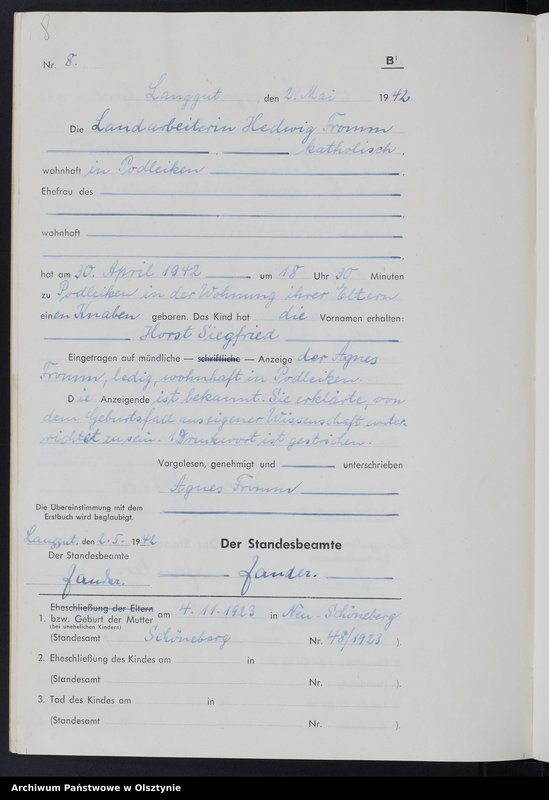 8
Nr. 8.
B¹
Langgut den 2. Mai 1942
Die Landarbeiterin Hedwig Fromm
, katholisch,
wohnhaft in Podleiken
Ehefrau des
wohnhaft
hat am 30. April 1942 um 18 Uhr 30 Minuten
zu Podleiken in der Wohnung ihrer Eltern
einen Knaben geboren. Das Kind hat die Vornamen erhalten:
Horst Siegfried
Eingetragen auf mündliche — schriftliche — Anzeige der Agnes
Fromm, ledig, wohnhaft in Podleiken.
Die Anzeigende ist bekannt. Sie erklärte, von
dem Geburtsfall aus eigener Wissenschaft unter-
richtet zu sein. 1 Druckwort ist gestrichen.
Vorgelesen, genehmigt und unterschrieben
Agnes Fromm
Die Übereinstimmung mit dem
Erstbuch wird beglaubigt.
Langgut, den 2.5. 1942
Der Standesbeamte
Der Standesbeamte
Jander.
Jander.
Eheschließung der Eltern
1. bzw. Geburt der Mutter am 4.11.1923 in Neu-Schöneberg
(bei unehelichen Kindern)
(Standesamt Schöneberg Nr. 48/1923 ).
2. Eheschließung des Kindes am in
(Standesamt Nr. ).
3. Tod des Kindes am in
(Standesamt Nr. ).
Archiwum Państwowe w Olsztynie